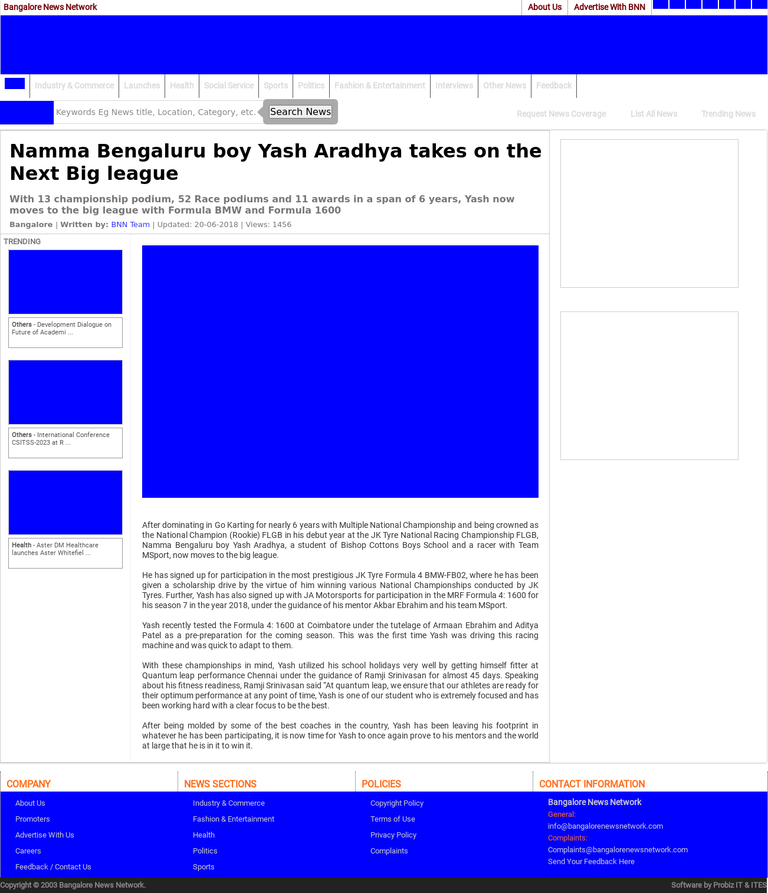 Bangalore News Network
About Us
Advertise With BNN
Industry & Commerce
Launches
Health
Social Service
Sports
Politics
Fashion & Entertainment
Interviews
Other News
Feedback
Keywords Eg News title, Location, Category, etc.
Search News
Request News Coverage
List All News
Trending News
Namma Bengaluru boy Yash Aradhya takes on the
Next Big league
With 13 championship podium, 52 Race podiums and 11 awards in a span of 6 years, Yash now
moves to the big league with Formula BMW and Formula 1600
Bangalore | Written by: BNN Team | Updated: 20-06-2018 | Views: 1456
TRENDING
Others - Development Dialogue on
Future of Academi ...
Others - International Conference
CSITSS-2023 at R ...
Health - Aster DM Healthcare
launches Aster Whitefiel ...
After dominating in Go Karting for nearly 6 years with Multiple National Championship and being crowned as
the National Champion (Rookie) FLGB in his debut year at the JK Tyre National Racing Championship FLGB,
Namma Bengaluru boy Yash Aradhya, a student of Bishop Cottons Boys School and a racer with Team
MSport, now moves to the big league.
He has signed up for participation in the most prestigious JK Tyre Formula 4 BMW-FB02, where he has been
given a scholarship drive by the virtue of him winning various National Championships conducted by JK
Tyres. Further, Yash has also signed up with JA Motorsports for participation in the MRF Formula 4: 1600 for
his season 7 in the year 2018, under the guidance of his mentor Akbar Ebrahim and his team MSport.
Yash recently tested the Formula 4: 1600 at Coimbatore under the tutelage of Armaan Ebrahim and Aditya
Patel as a pre-preparation for the coming season. This was the first time Yash was driving this racing
machine and was quick to adapt to them.
With these championships in mind, Yash utilized his school holidays very well by getting himself fitter at
Quantum leap performance Chennai under the guidance of Ramji Srinivasan for almost 45 days. Speaking
about his fitness readiness, Ramji Srinivasan said “At quantum leap, we ensure that our athletes are ready for
their optimum performance at any point of time, Yash is one of our student who is extremely focused and has
been working hard with a clear focus to be the best.
After being molded by some of the best coaches in the country, Yash has been leaving his footprint in
whatever he has been participating, it is now time for Yash to once again prove to his mentors and the world
at large that he is in it to win it.
COMPANY
About Us
Promoters
Advertise With Us
Careers
Feedback / Contact Us
NEWS SECTIONS
Industry & Commerce
Fashion & Entertainment
Health
Politics
Sports
POLICIES
Copyright Policy
Terms of Use
Privacy Policy
Complaints
CONTACT INFORMATION
Bangalore News Network
General:
info@bangalorenewsnetwork.com
Complaints:
Complaints@bangalorenewsnetwork.com
Send Your Feedback Here
Copyright © 2003 Bangalore News Network.
Software by Probiz IT & ITES